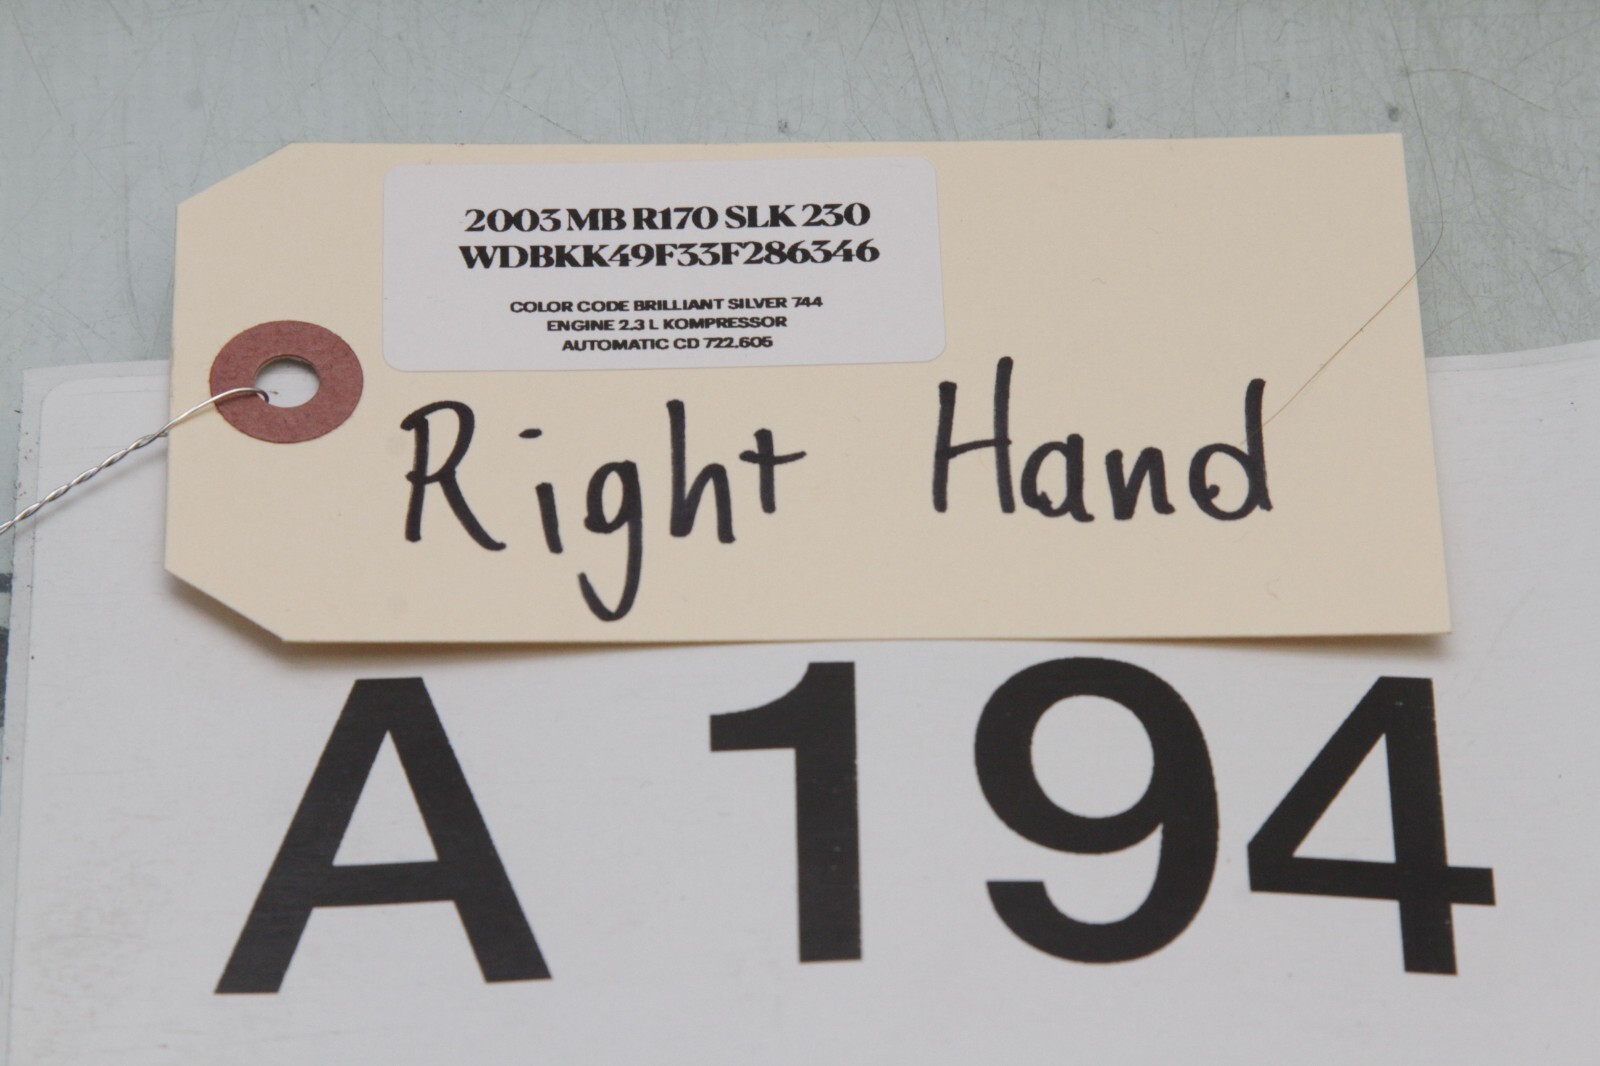 2003 MB R170 SLK 230
WDBKK49F33F286346
COLOR CODE BRILLIANT SILVER 744
ENGINE 2.3 L KOMPRESSOR
AUTOMATIC CD 722.605
Right Hand
A 194